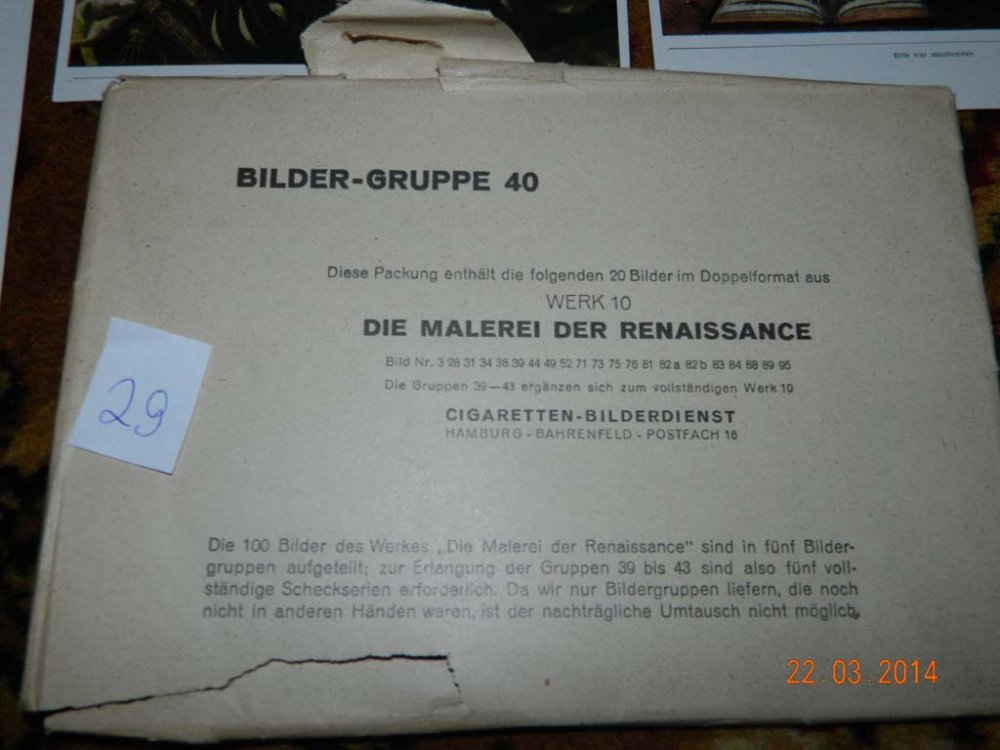 Bitte hier abschneiden
BILDER-GRUPPE 40
Diese Packung enthält die folgenden 20 Bilder im Doppelformat aus
WERK 10
DIE MALEREI DER RENAISSANCE
Bild Nr. 3 28 31 34 38 39 44 49 52 71 73 75 76 81 82a 82b 83 84 88 89 95
Die Gruppen 39—43 ergänzen sich zum vollständigen Werk 10
CIGARETTEN-BILDERDIENST
HAMBURG - BAHRENFELD - POSTFACH 16
29
Die 100 Bilder des Werkes „Die Malerei der Renaissance" sind in fünf Bilder-
gruppen aufgeteilt; zur Erlangung der Gruppen 39 bis 43 sind also fünf voll-
ständige Scheckserien erforderlich. Da wir nur Bildergruppen liefern, die noch
nicht in anderen Händen waren, ist der nachträgliche Umtausch nicht möglich.
22.03.2014